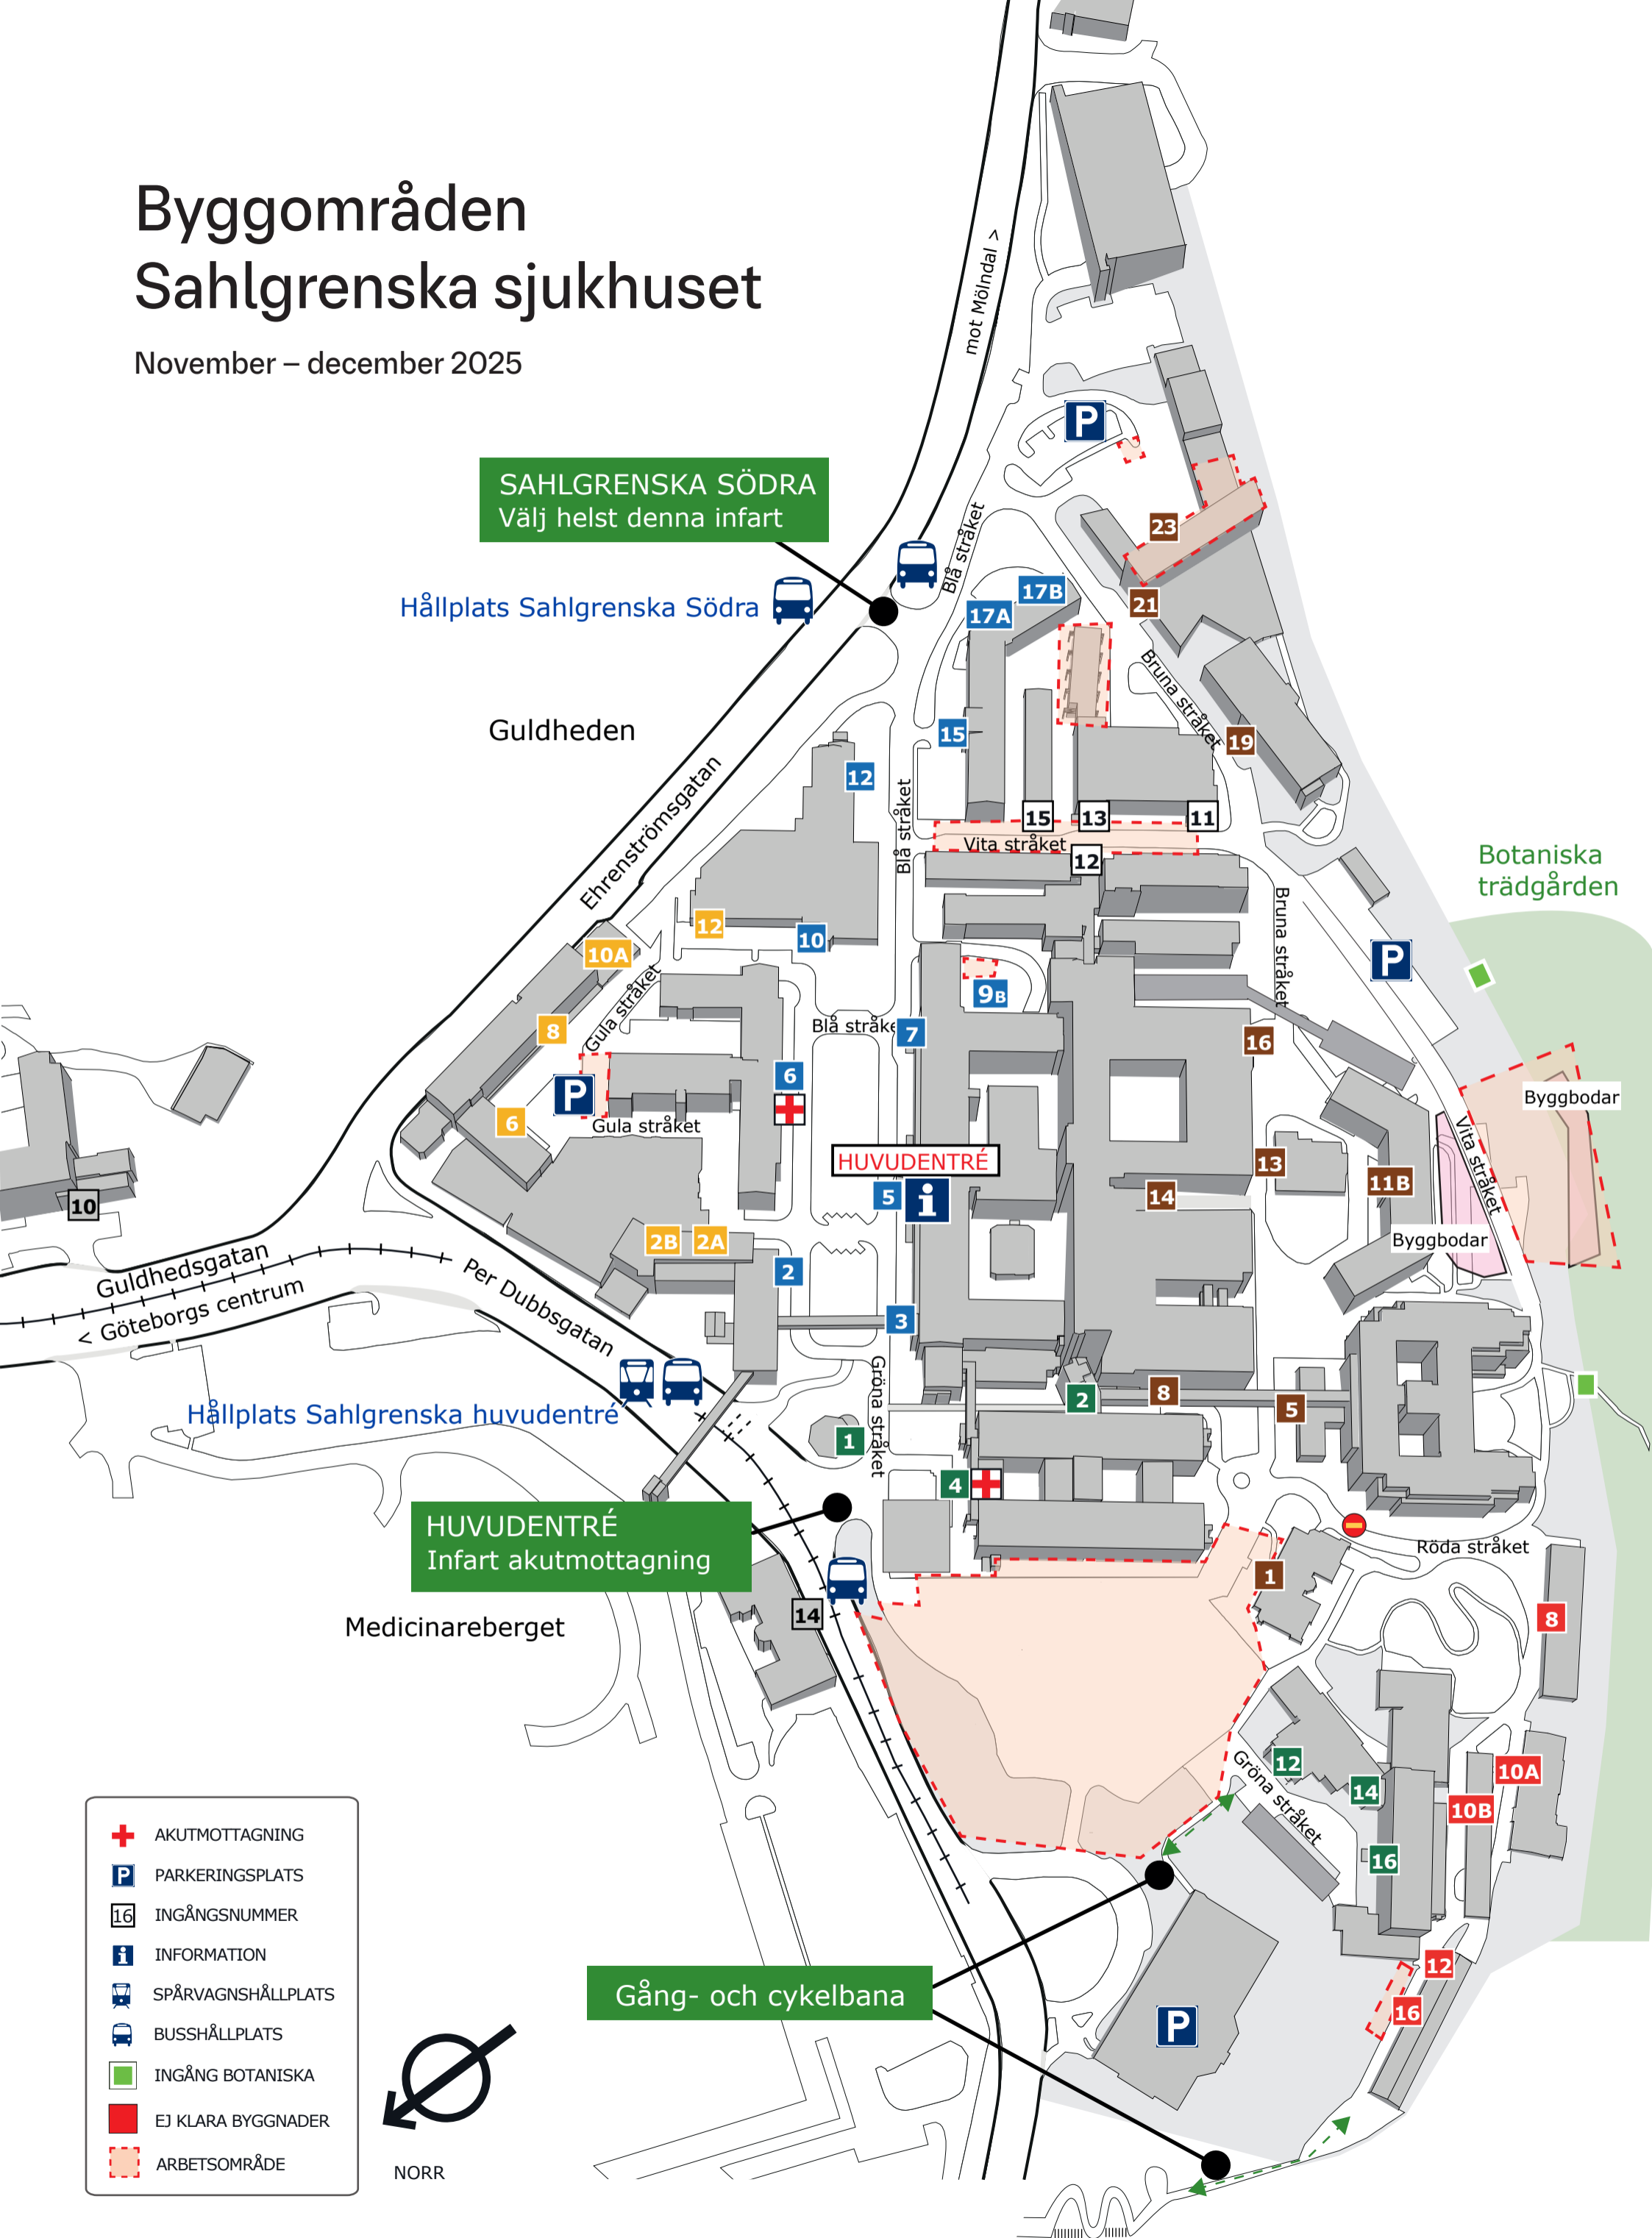 Byggområden
Sahlgrenska sjukhuset
November – december 2025
mot Mölndal >
P
SAHLGRENSKA SÖDRA
Välj helst denna infart
Blå stråket
23
Hållplats Sahlgrenska Södra
17B
17A
21
Bruna stråket
Guldheden
15
19
12
Ehrenströmsgatan
Blå stråket
15
13
11
Vita stråket
12
Botaniska
trädgården
12
10
10A
Bruna stråket
P
Gula stråket
9B
8
Blå stråke
7
16
6
P
Byggbodar
6
Gula stråket
Vita stråket
HUVUDENTRÉ
13
11B
5
i
14
10
2B
2A
Byggbodar
Guldhedsgatan
< Göteborgs centrum
Per Dubbsgatan
2
3
Gröna stråket
2
8
5
Hållplats Sahlgrenska huvudentré
1
4
HUVUDENTRÉ
Infart akutmottagning
Röda stråket
1
14
8
Medicinareberget
Gröna stråket
12
10A
14
10B
16
AKUTMOTTAGNING
P PARKERINGSPLATS
16 INGÅNGSNUMMER
i INFORMATION
SPÅRVAGNSHÅLLPLATS
BUSSHÅLLPLATS
INGÅNG BOTANISKA
EJ KLARA BYGGNADER
ARBETSOMRÅDE
NORR
Gång- och cykelbana
12
16
P